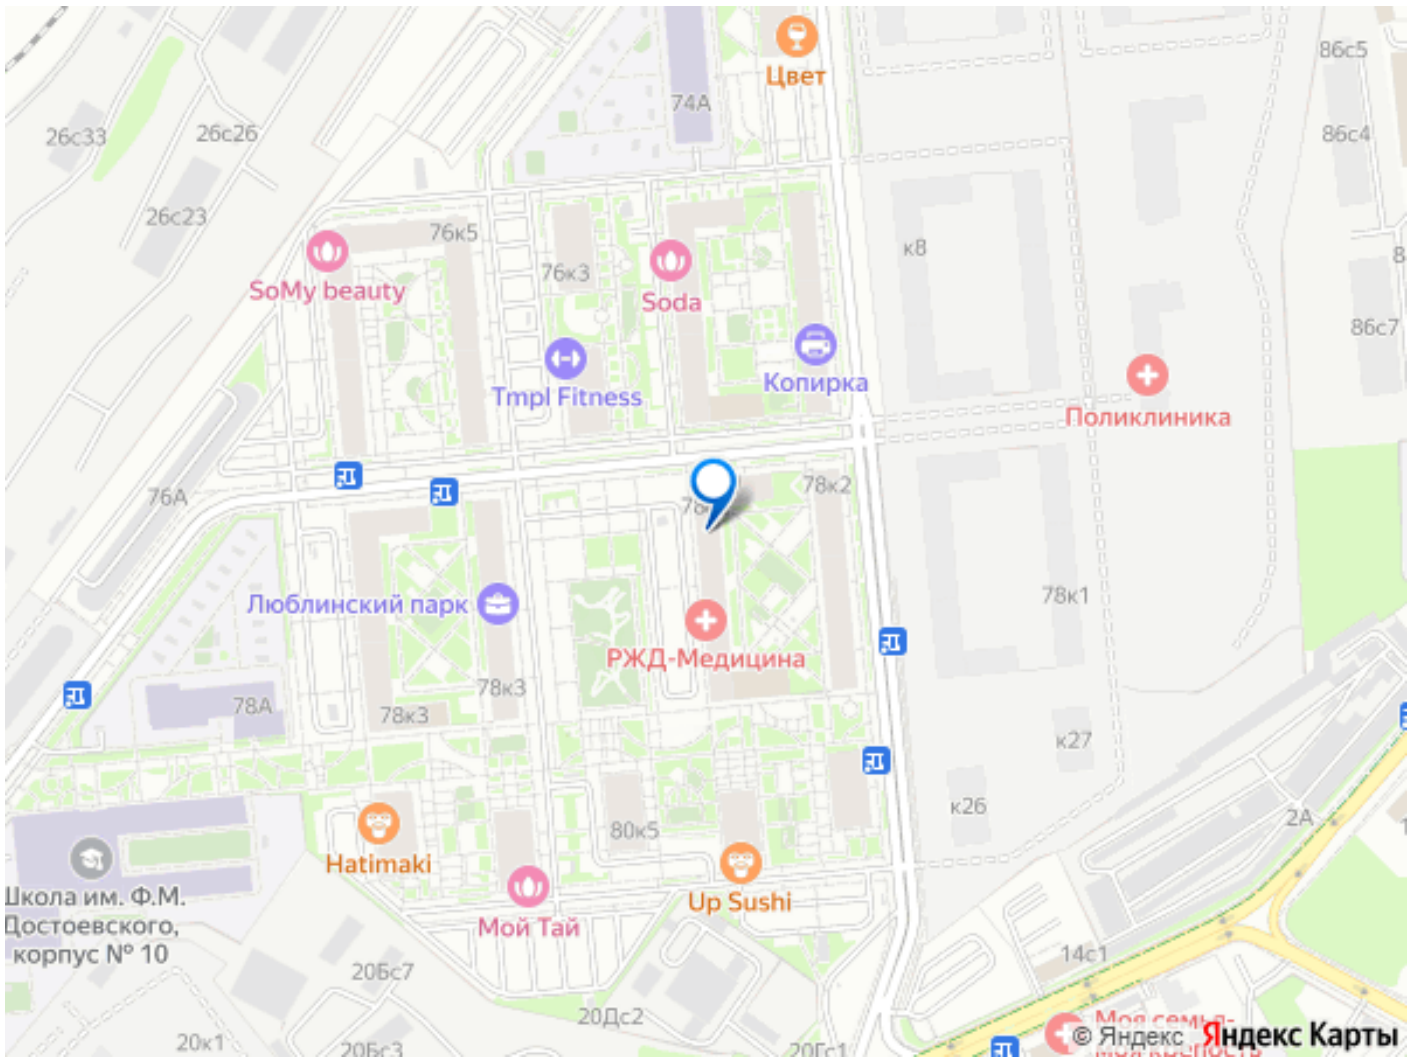 Цвет
86с5
74А
26с33
26с26
86с4
26с23
76к5
к8
76к3
SoMy beauty
Soda
86с7
Копирка
Tmpl Fitness
Поликлиника
78к2
76А
78к1
Люблинский парк
РЖД-Медицина
78к3
78А
78к3
к27
к26
2А
80к5
Hatimaki
Школа им. Ф.М.
Достоевского,
корпус № 10
Up Sushi
Мой Тай
14с1
20Бс7
20Дс2
20к1
20Бс3
20Гс1
Моя семья-
© Яндекс Яндекс Карты